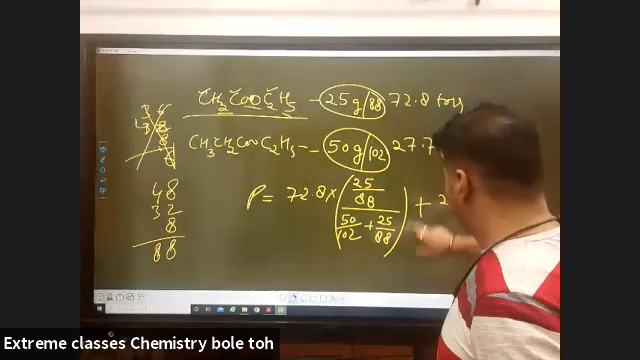 CH₃COOC₂H₅ - 25g/88 72.8 torr
CH₃CH₂COOC₂H₅ - 50g/102 27.7
P = 72.8 × ( (25/88) / (50/102 + 25/88) ) + 2
48
32
8
88
Extreme classes Chemistry bole toh